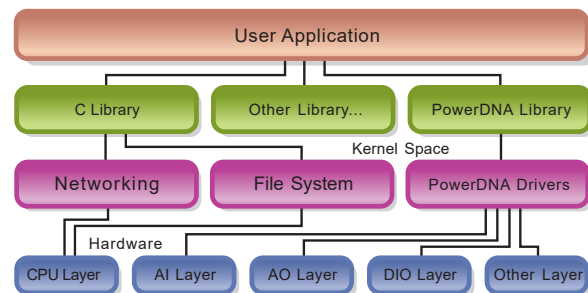 User Application
C Library
Other Library...
PowerDNA Library
Kernel Space
Networking
File System
PowerDNA Drivers
Hardware
CPU Layer
AI Layer
AO Layer
DIO Layer
Other Layer